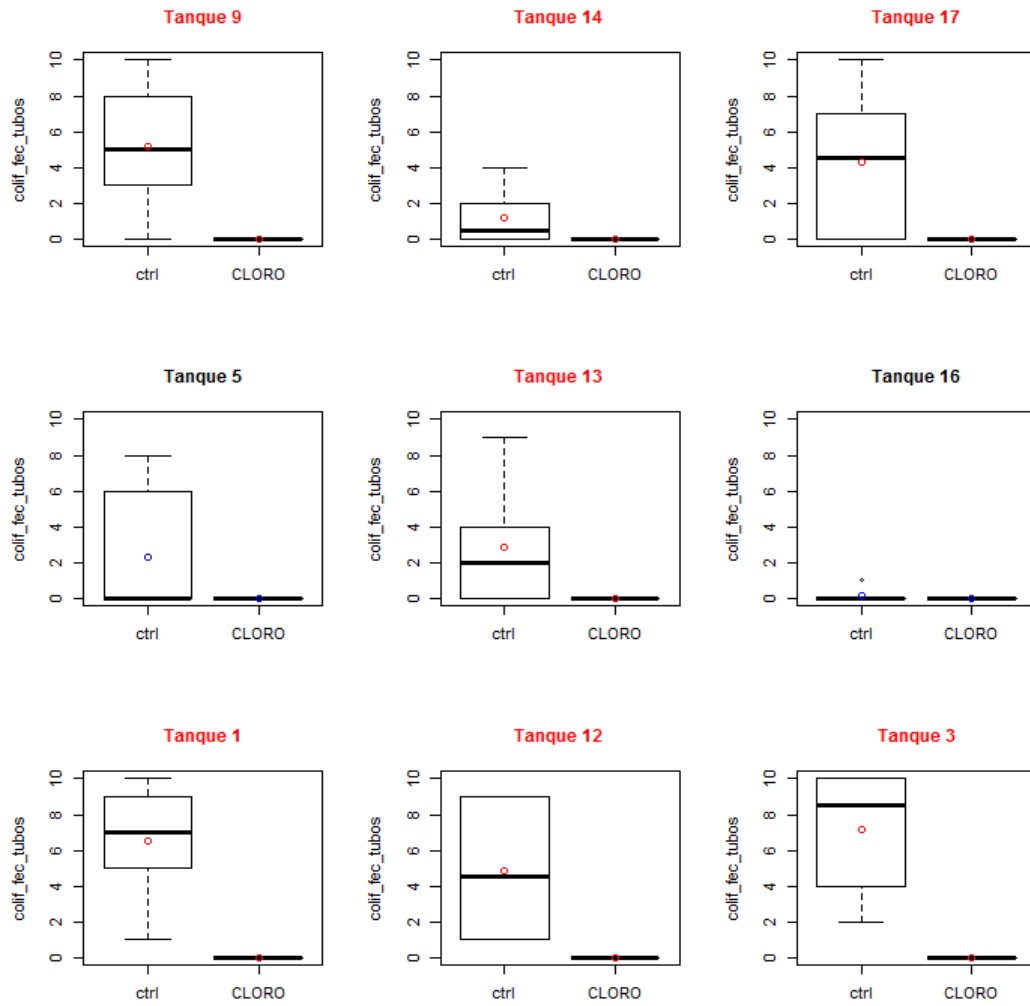 Tanque 9
colif_fec_tubos
0 2 4 6 8 10
ctrl CLORO
Tanque 14
colif_fec_tubos
0 2 4 6 8 10
ctrl CLORO
Tanque 17
colif_fec_tubos
0 2 4 6 8 10
ctrl CLORO
Tanque 5
colif_fec_tubos
0 2 4 6 8 10
ctrl CLORO
Tanque 13
colif_fec_tubos
0 2 4 6 8 10
ctrl CLORO
Tanque 16
colif_fec_tubos
0 2 4 6 8 10
ctrl CLORO
Tanque 1
colif_fec_tubos
0 2 4 6 8 10
ctrl CLORO
Tanque 12
colif_fec_tubos
0 2 4 6 8 10
ctrl CLORO
Tanque 3
colif_fec_tubos
0 2 4 6 8 10
ctrl CLORO